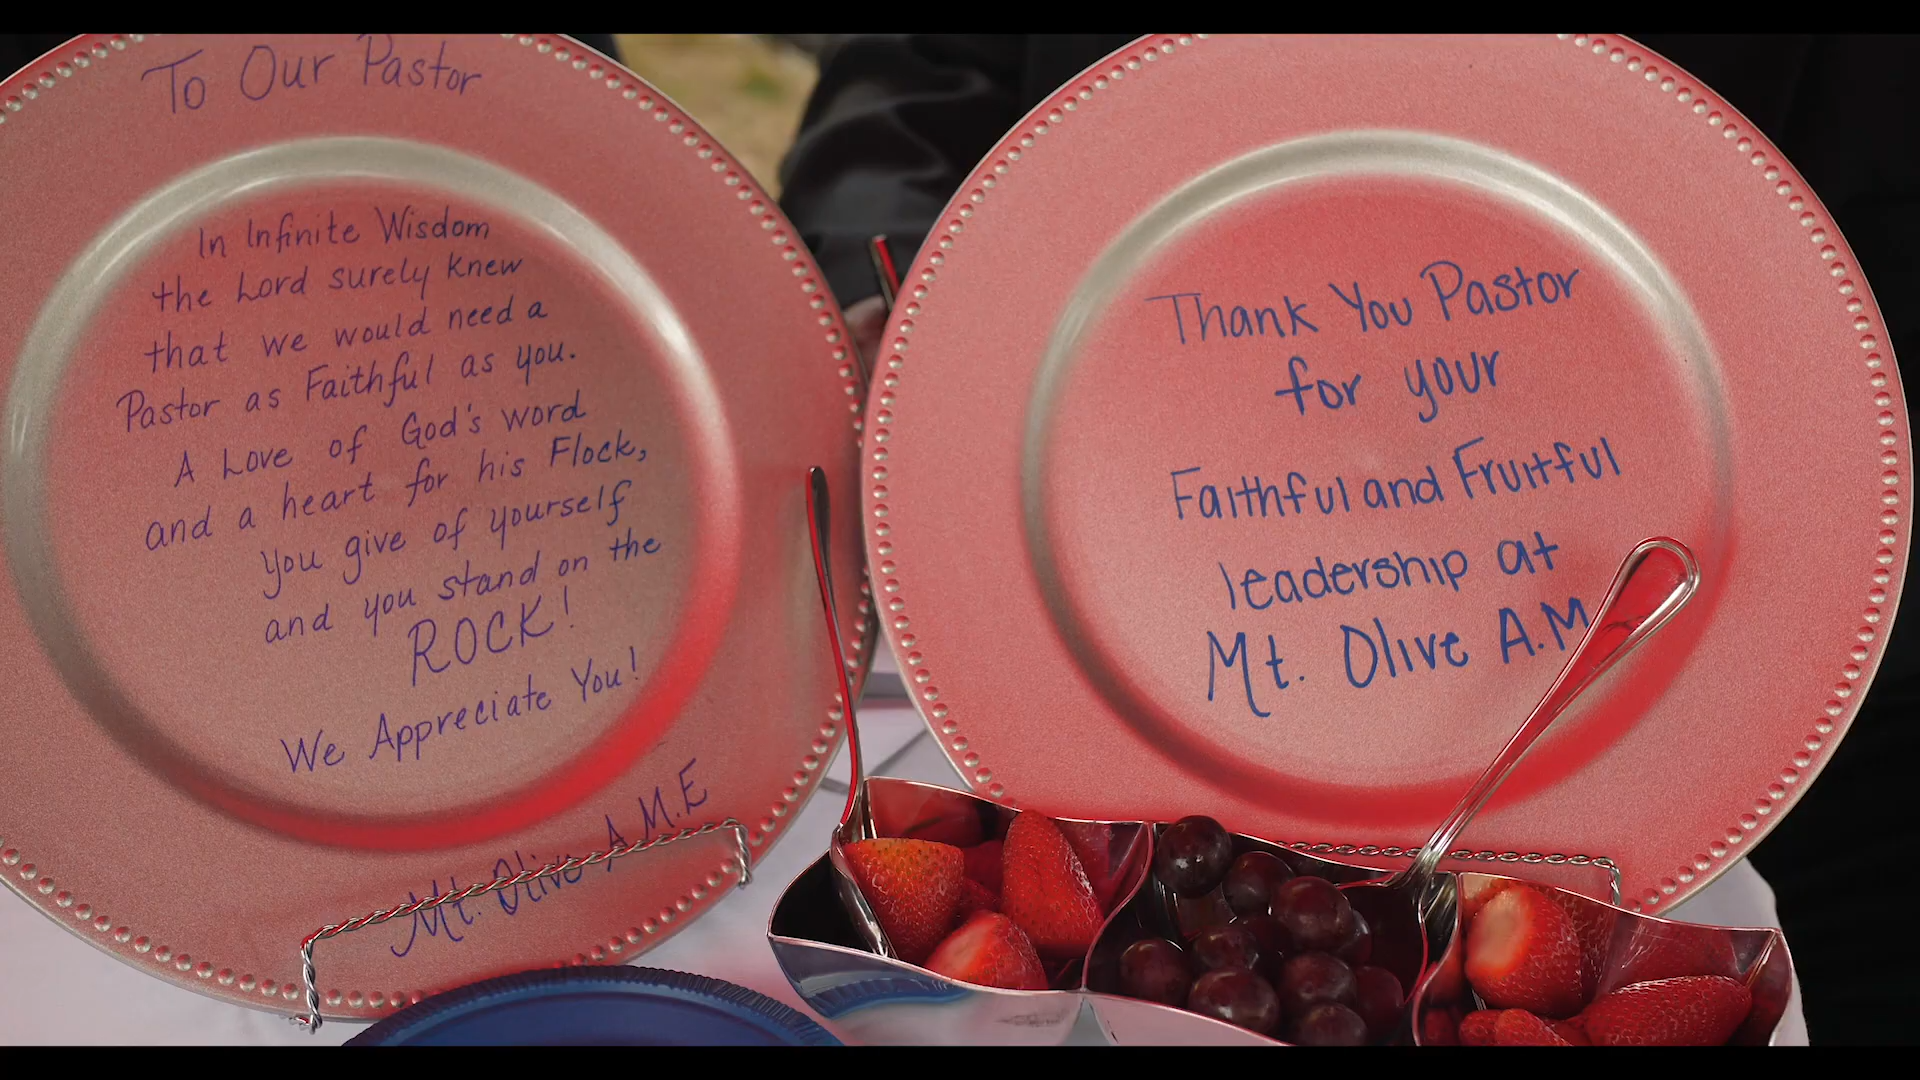 To Our Pastor
In Infinite Wisdom
the Lord surely knew
that we would need a
Pastor as Faithful as you.
A Love of God's word
and a heart for his Flock,
You give of yourself
and you stand on the
ROCK!
We Appreciate You!
Mt. Olive A.M.E
Thank You Pastor
for your
Faithful and Fruitful
leadership at
Mt. Olive A.M